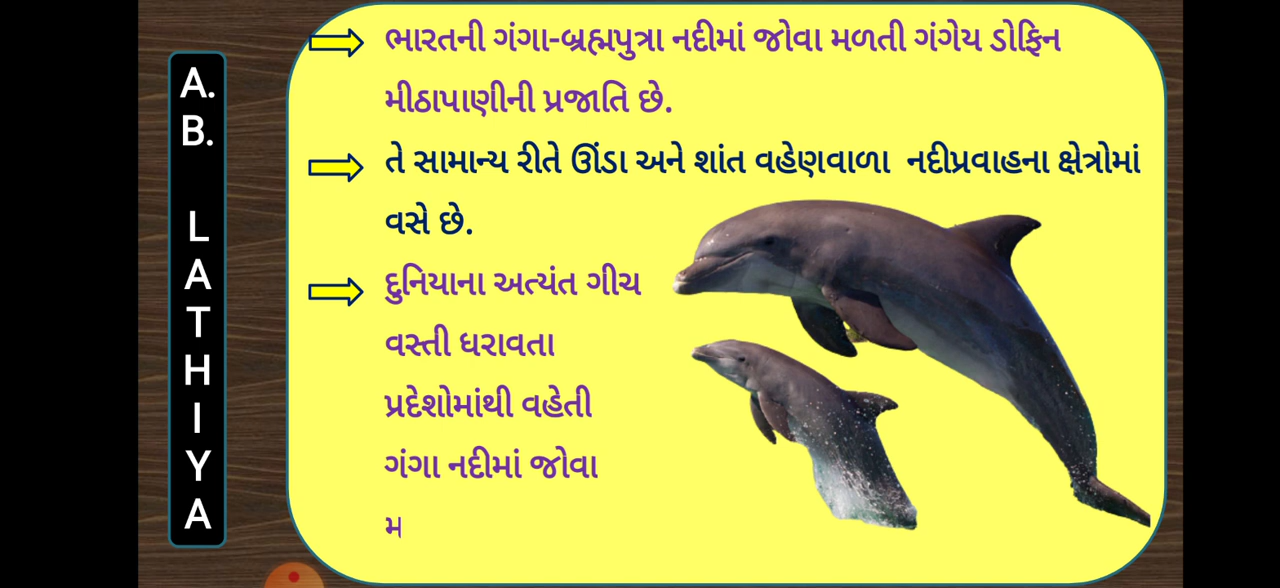 A.
B.
L
A
T
H
I
Y
A
ભારતની ગંગા-બ્રહ્મપુત્રા નદીમાં જોવા મળતી ગંગેય ડોફિન
મીઠાપાણીની પ્રજાતિ છે.
તે સામાન્ય રીતે ઊંડા અને શાંત વહેણવાળા નદીપ્રવાહના ક્ષેત્રોમાં
વસે છે.
દુનિયાના અત્યંત ગીચ
વસ્તી ધરાવતા
પ્રદેશોમાંથી વહેતી
ગંગા નદીમાં જોવા
મ